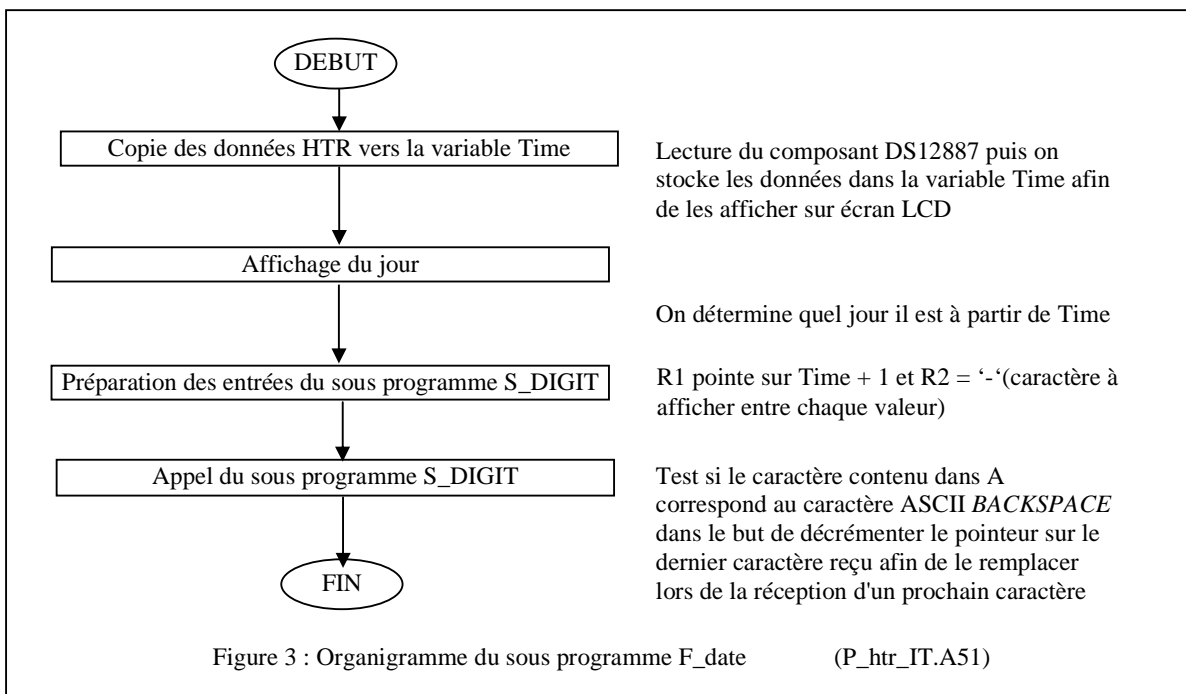 DEBUT
Copie des données HTR vers la variable Time
Lecture du composant DS12887 puis on
stocke les données dans la variable Time afin
de les afficher sur écran LCD
Affichage du jour
On détermine quel jour il est à partir de Time
Préparation des entrées du sous programme S_DIGIT
R1 pointe sur Time + 1 et R2 = ‘-‘(caractère à
afficher entre chaque valeur)
Appel du sous programme S_DIGIT
Test si le caractère contenu dans A
correspond au caractère ASCII BACKSPACE
dans le but de décrémenter le pointeur sur le
dernier caractère reçu afin de le remplacer
lors de la réception d'un prochain caractère
FIN
Figure 3 : Organigramme du sous programme F_date (P_htr_IT.A51)